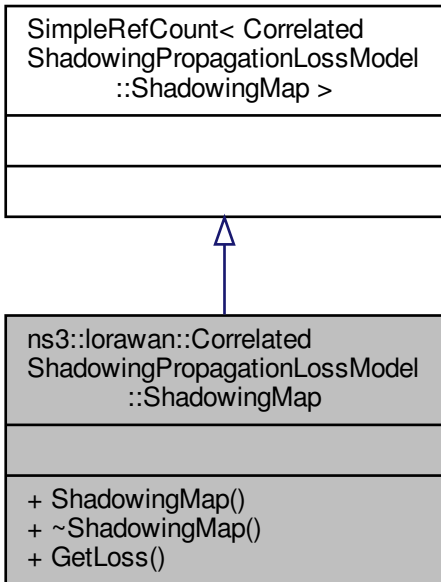 SimpleRefCount< Correlated
ShadowingPropagationLossModel
::ShadowingMap >
ns3::lorawan::Correlated
ShadowingPropagationLossModel
::ShadowingMap
+ ShadowingMap()
+ ~ShadowingMap()
+ GetLoss()